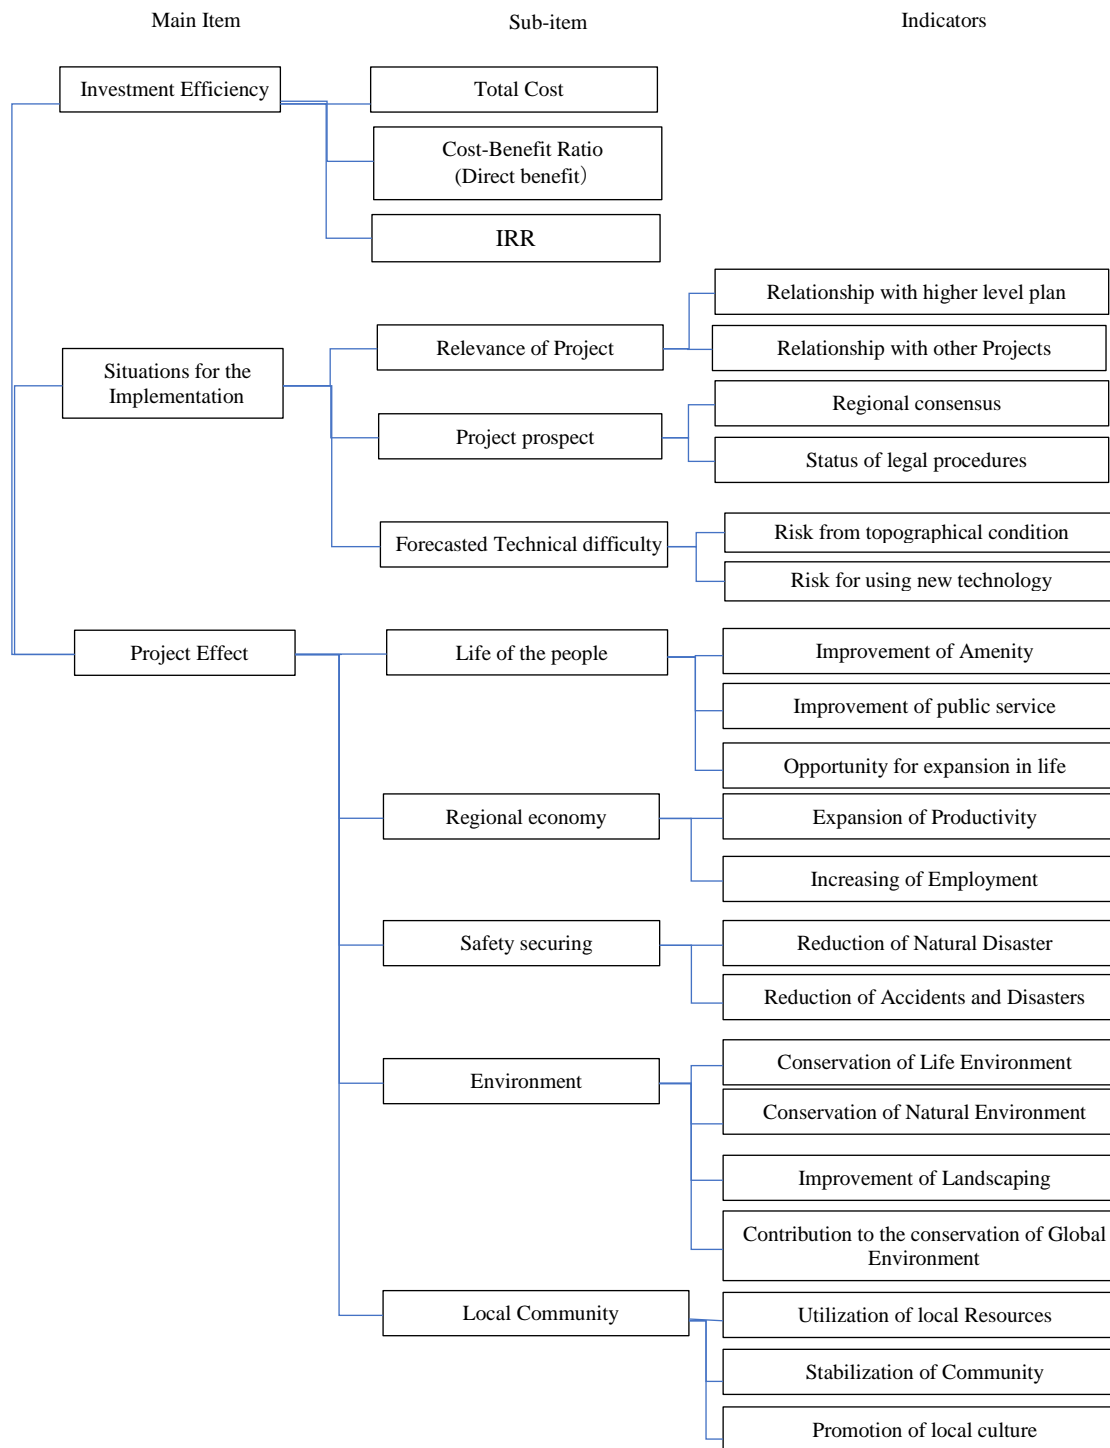 Main Item
Sub-item
Indicators
Investment Efficiency
Total Cost
Cost-Benefit Ratio
(Direct benefit）
IRR
Situations for the
Implementation
Relevance of Project
Relationship with higher level plan
Relationship with other Projects
Project prospect
Regional consensus
Status of legal procedures
Forecasted Technical difficulty
Risk from topographical condition
Risk for using new technology
Project Effect
Life of the people
Improvement of Amenity
Improvement of public service
Opportunity for expansion in life
Regional economy
Expansion of Productivity
Increasing of Employment
Safety securing
Reduction of Natural Disaster
Reduction of Accidents and Disasters
Environment
Conservation of Life Environment
Conservation of Natural Environment
Improvement of Landscaping
Contribution to the conservation of Global
Environment
Local Community
Utilization of local Resources
Stabilization of Community
Promotion of local culture